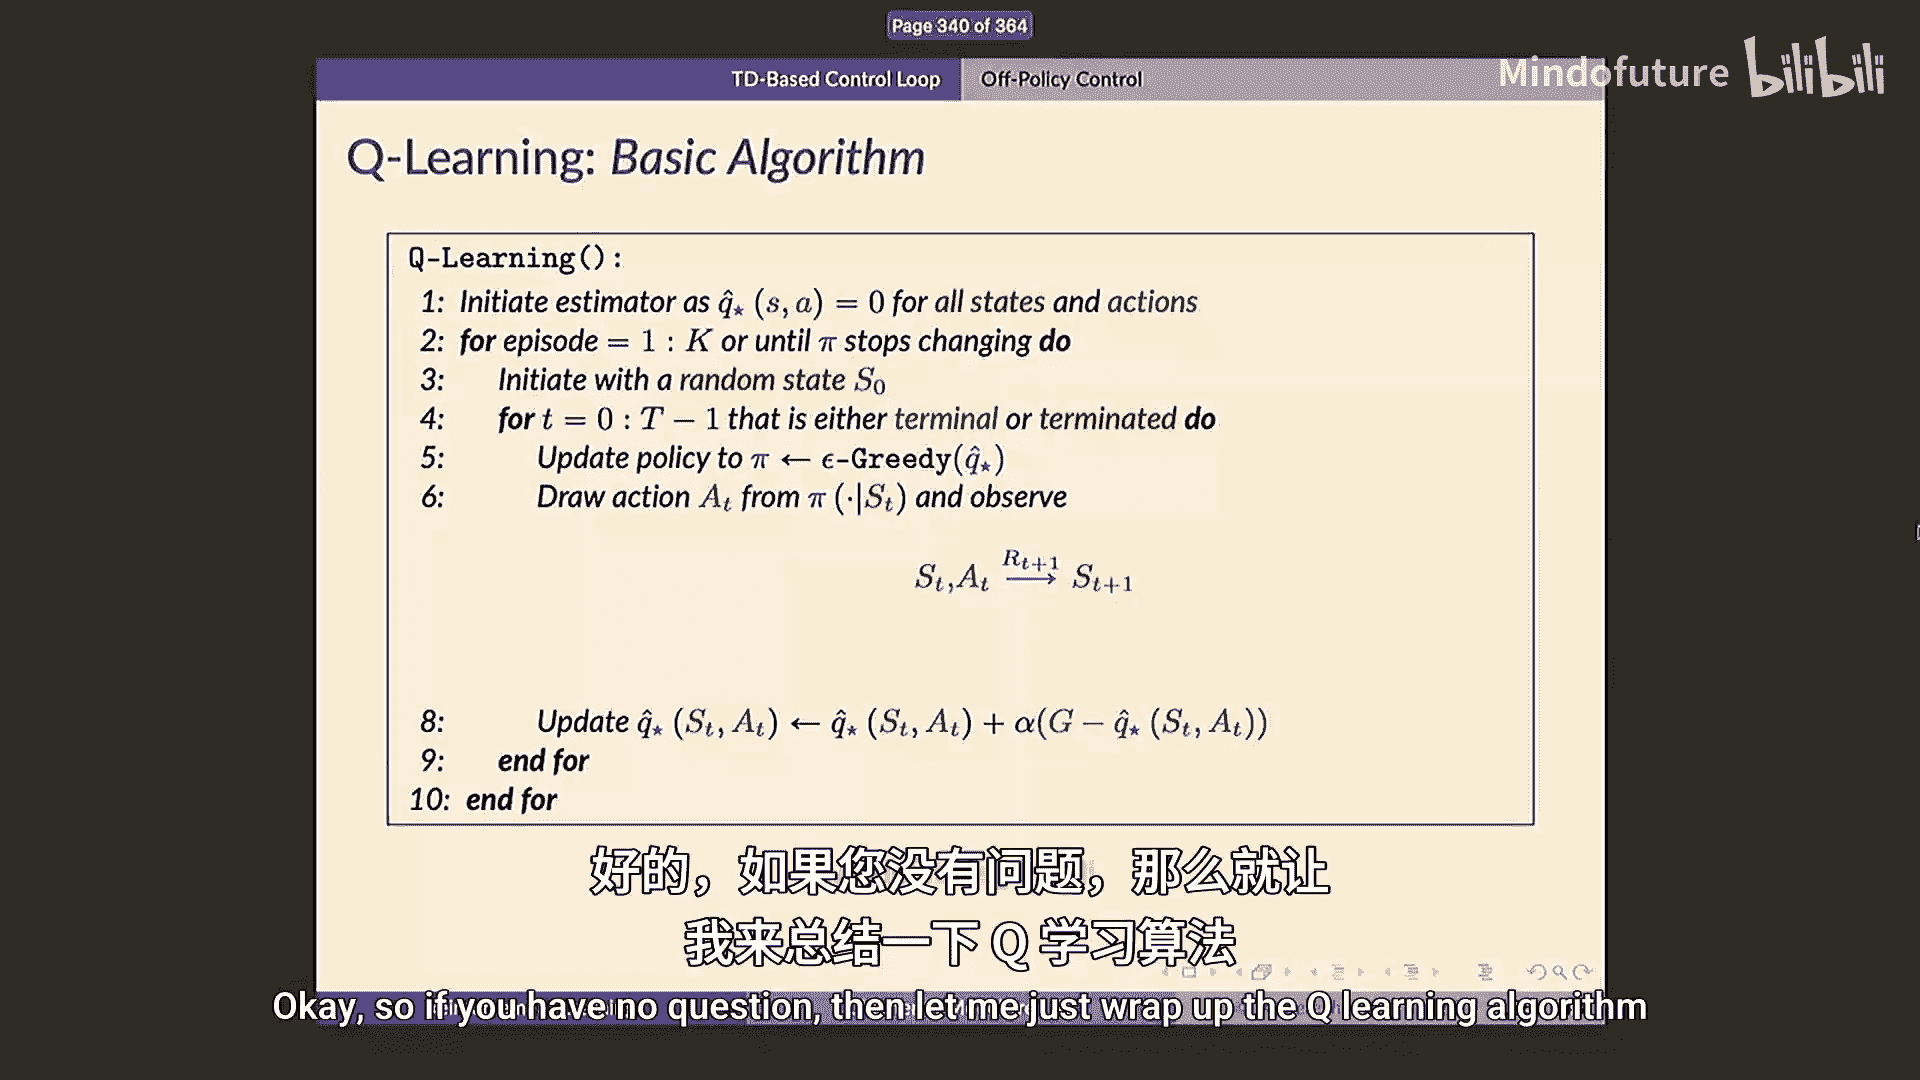 Page 340 of 364
Mindofuture bilibili
TD-Based Control Loop Off-Policy Control
Q-Learning: Basic Algorithm
Q-Learning():
1: Initiate estimator as q̂⋆ (s, a) = 0 for all states and actions
2: for episode = 1 : K or until π stops changing do
3: Initiate with a random state S₀
4: for t = 0 : T − 1 that is either terminal or terminated do
5: Update policy to π ← ϵ-Greedy(q̂⋆)
6: Draw action Aₜ from π (·|Sₜ) and observe
Sₜ, Aₜ —Rₜ₊₁→ Sₜ₊₁
8: Update q̂⋆ (Sₜ, Aₜ) ← q̂⋆ (Sₜ, Aₜ) + α(G − q̂⋆ (Sₜ, Aₜ))
9: end for
10: end for
好的，如果您没有问题，那么就让
我来总结一下 Q 学习算法
Okay, so if you have no question, then let me just wrap up the Q learning algorithm